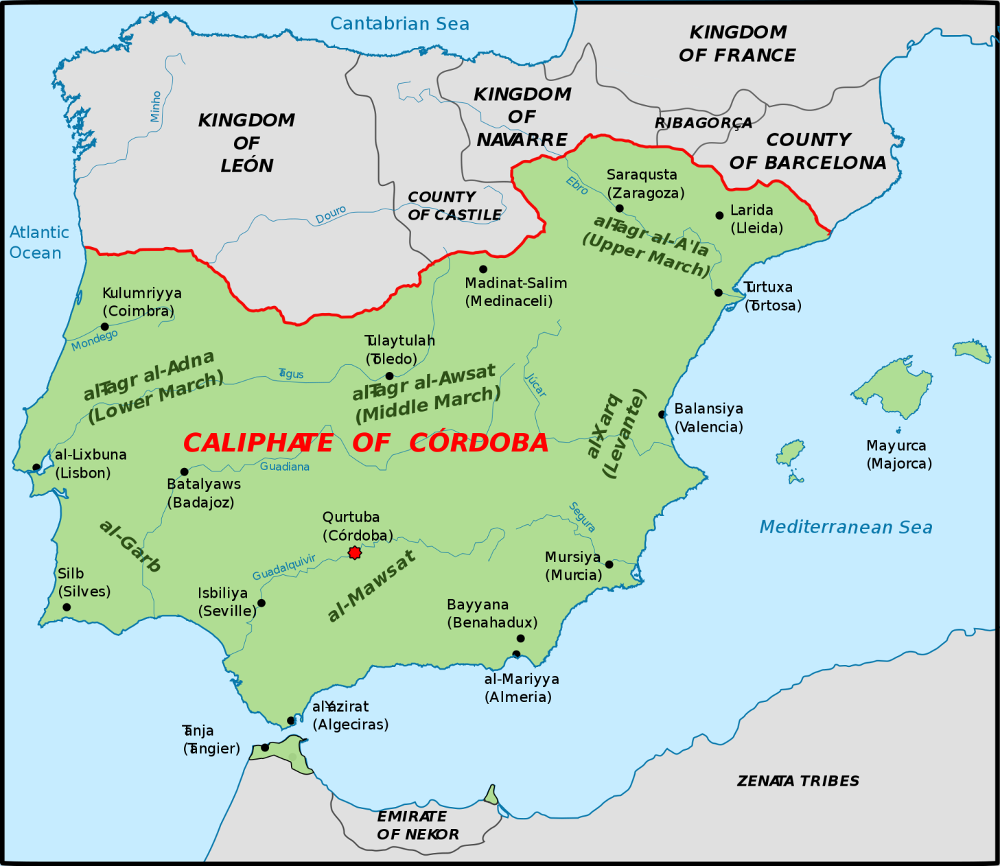 Cantabrian Sea
KINGDOM
OF FRANCE
KINGDOM
OF
NAVARRE
Minho
KINGDOM
OF
LEÓN
RIBAGORÇA
COUNTY
OF BARCELONA
COUNTY
OF CASTILE
Douro
Ebro
Saraqusta
(Zaragoza)
Larida
(Lleida)
al-Tagr al-A'la
(Upper March)
Atlantic
Ocean
Madinat-Salim
(Medinaceli)
Turtuxa
(Tortosa)
Kulumriyya
(Coimbra)
Mondego
Tulaytulah
(Toledo)
al-Tagr al-Adna
(Lower March)
Tagus
al-Tagr al-Awsat
(Middle March)
Júcar
al-Xarq
(Levante)
Balansiya
(Valencia)
CALIPHATE OF CÓRDOBA
Mayurca
(Majorca)
al-Lixbuna
(Lisbon)
Guadiana
Batalyaws
(Badajoz)
Qurtuba
(Córdoba)
Segura
Mediterranean Sea
al-Garb
Guadalquivir
al-Mawsat
Mursiya
(Murcia)
Silb
(Silves)
Isbiliya
(Seville)
Bayyana
(Benahadux)
al-Mariyya
(Almeria)
al-Yazirat
(Algeciras)
Tanja
(Tangier)
ZENATA TRIBES
EMIRATE
OF NEKOR